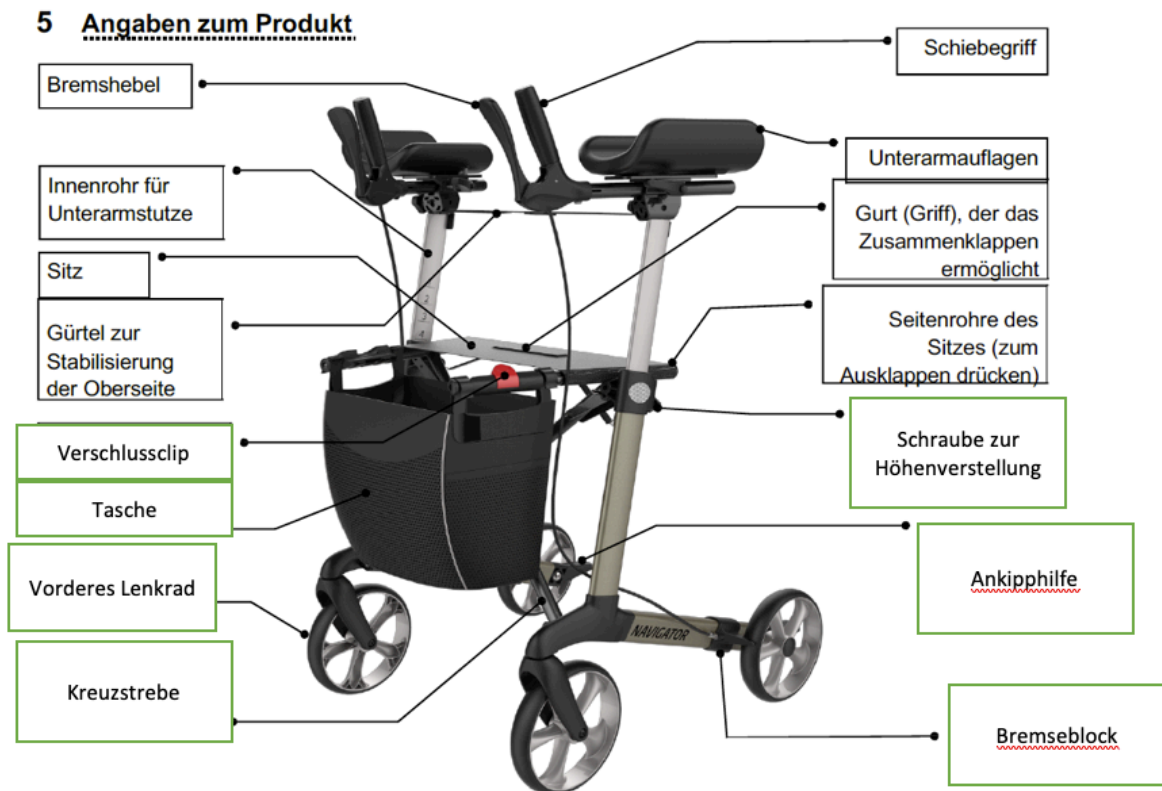 5 Angaben zum Produkt
Bremshebel
Schiebegriff
Innenrohr für
Unterarmstutze
Unterarmauflagen
Gurt (Griff), der das
Zusammenklappen
ermöglicht
Sitz
Gürtel zur
Stabilisierung
der Oberseite
Seitenrohre des
Sitzes (zum
Ausklappen drücken)
Verschlussclip
Schraube zur
Höhenverstellung
Tasche
Vorderes Lenkrad
Ankipphilfe
Kreuzstrebe
Bremseblock
NAVIGATOR